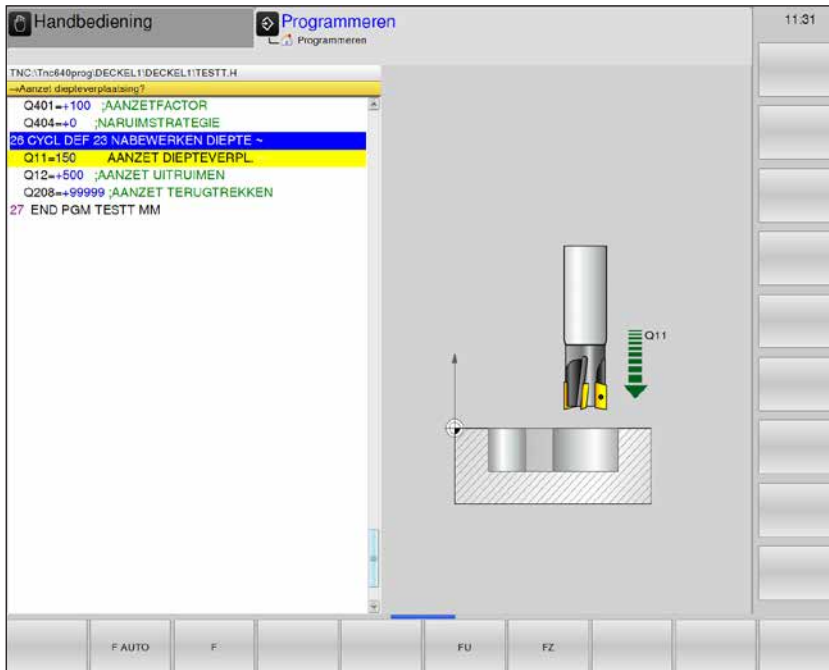 Handbediening
Programmeren
Programmeren
11:31
TNC:\Tnc640prog\DECKEL1\DECKEL1\TESTT.H
→Aanzet diepteverplaatsing?
Q401=+100 ;AANZETFACTOR
Q404=+0 ;NARUIMSTRATEGIE
26 CYCL DEF 23 NABEWERKEN DIEPTE ~
Q11=150 AANZET DIEPTEVERPL.
Q12=+500 ;AANZET UITRUIMEN
Q208=+99999 ;AANZET TERUGTREKKEN
27 END PGM TESTT MM
Q11
F AUTO
F
FU
FZ